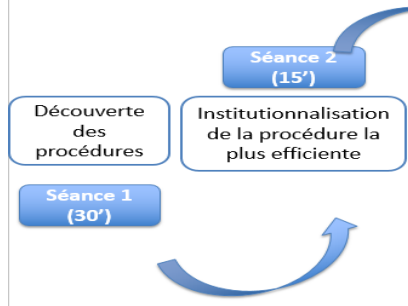 Séance 2
(15’)
Découverte
des
procédures
Institutionnalisation
de la procédure la
plus efficiente
Séance 1
(30’)